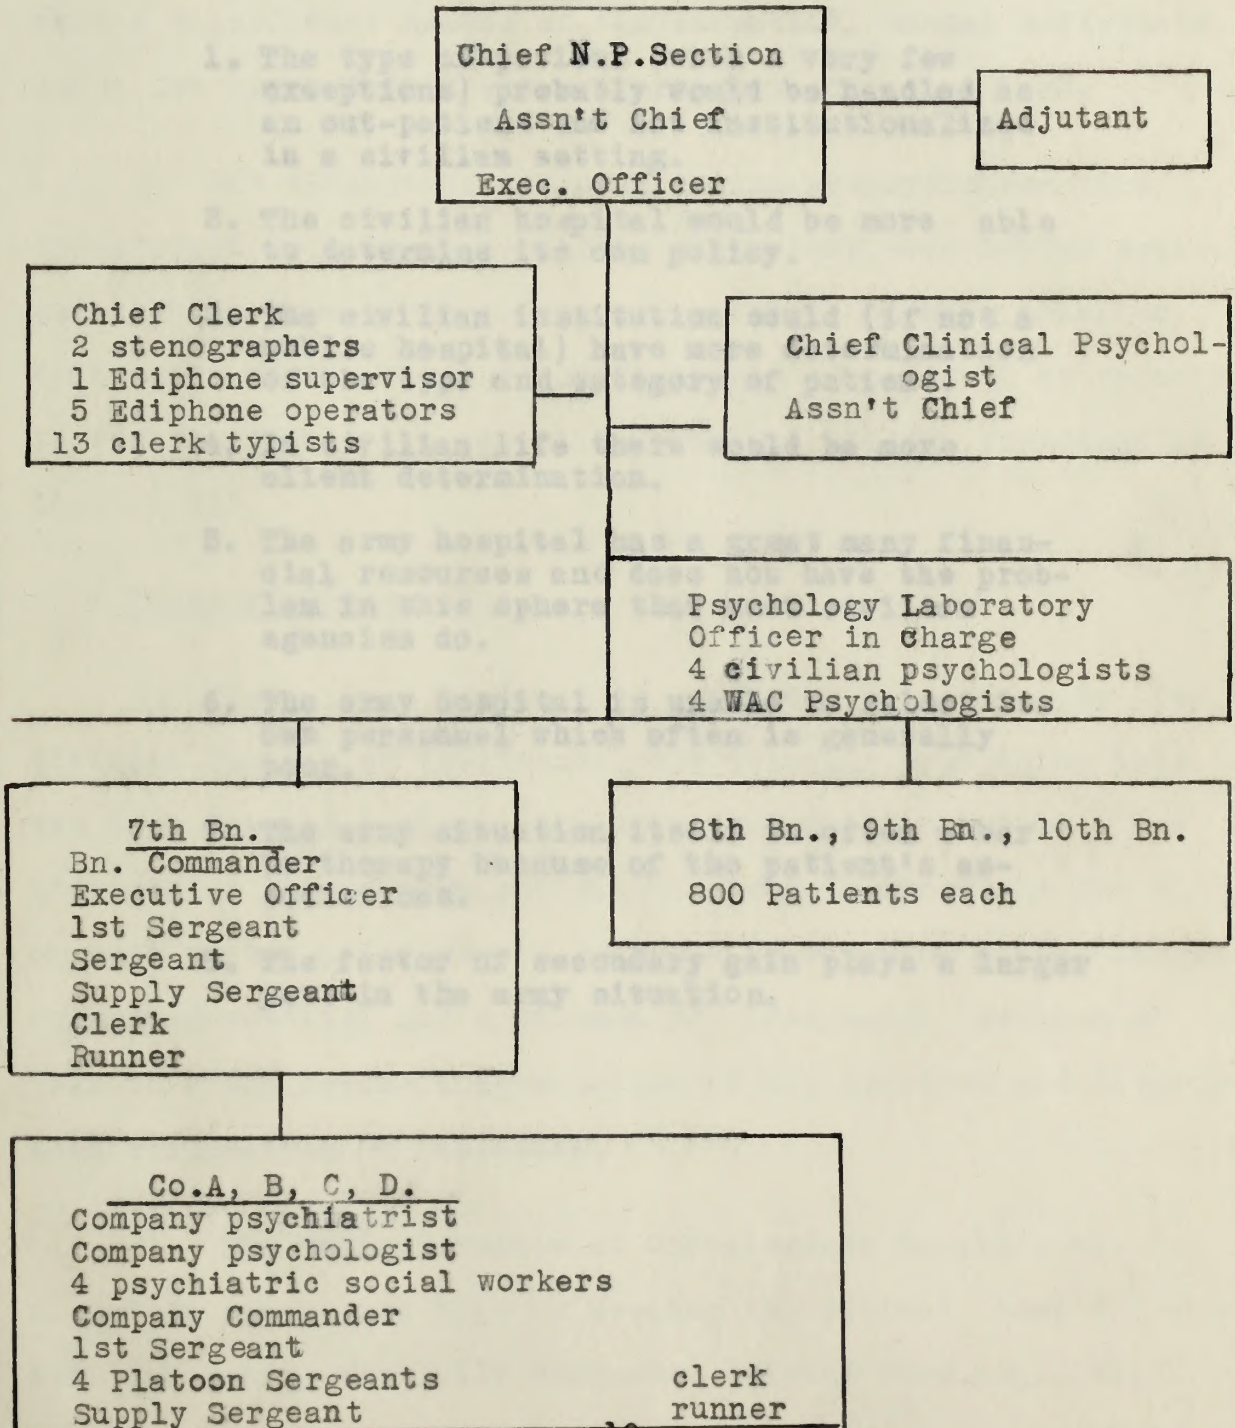 Chief N.P.Section
Assn't Chief
Exec. Officer
Adjutant
Chief Clerk
2 stenographers
1 Ediphone supervisor
5 Ediphone operators
13 clerk typists
Chief Clinical Psychol-
ogist
Assn't Chief
Psychology Laboratory
Officer in Charge
4 civilian psychologists
4 WAC Psychologists
7th Bn.
Bn. Commander
Executive Officer
1st Sergeant
Sergeant
Supply Sergeant
Clerk
Runner
8th Bn., 9th Bn., 10th Bn.
800 Patients each
Co.A, B, C, D.
Company psychiatrist
Company psychologist
4 psychiatric social workers
Company Commander
1st Sergeant
4 Platoon Sergeants clerk
Supply Sergeant runner